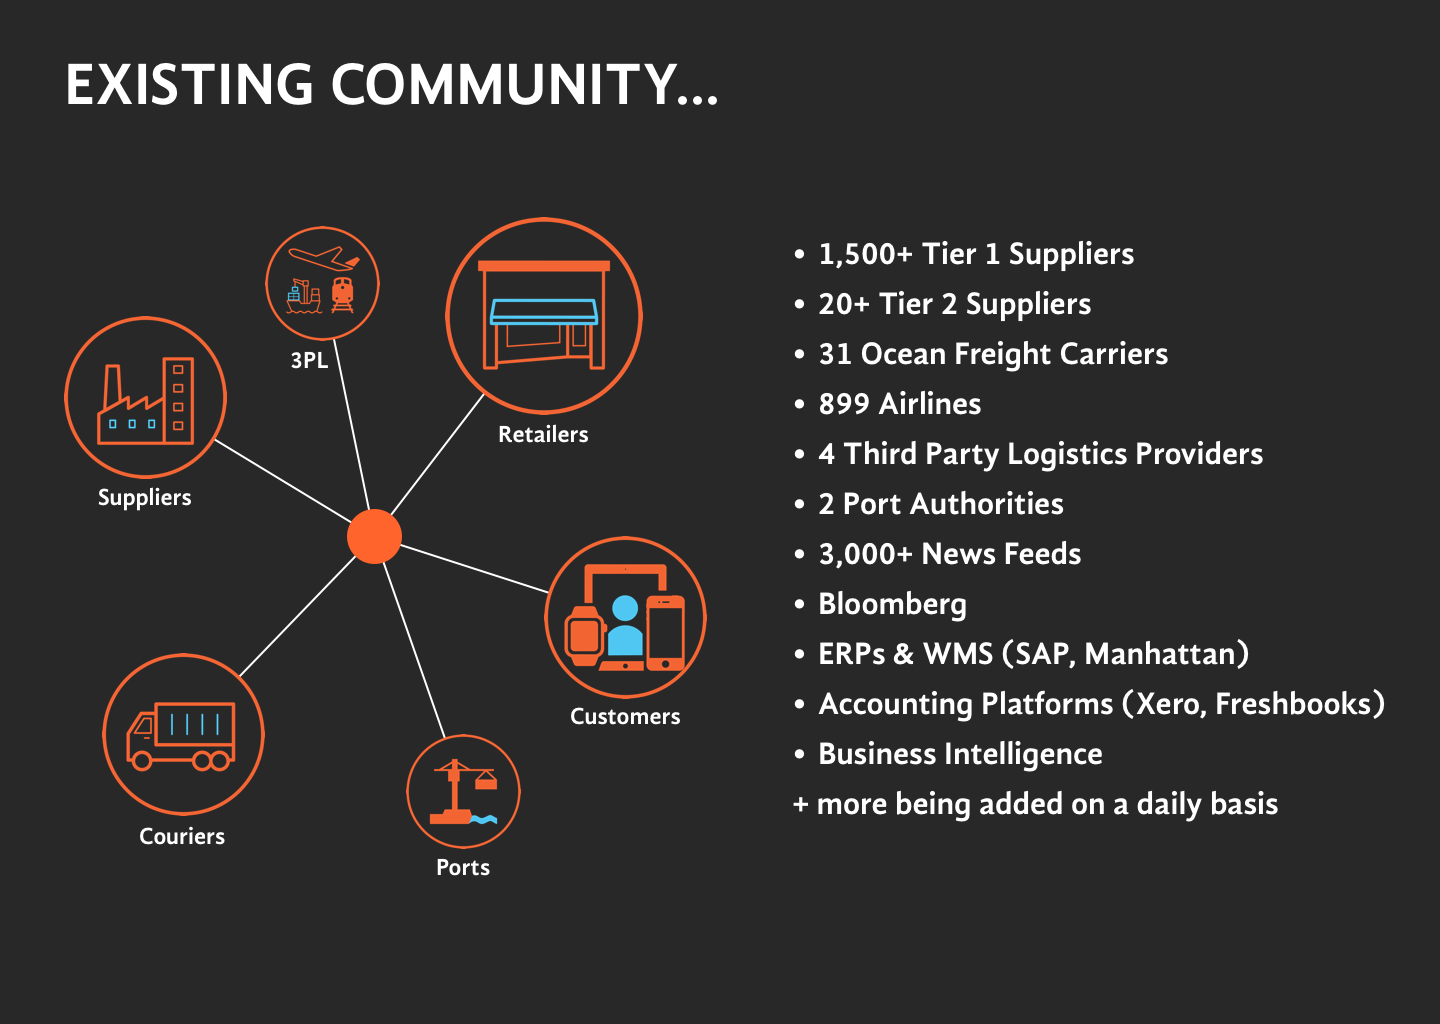 EXISTING COMMUNITY...
3PL
Retailers
Suppliers
Customers
Couriers
Ports
• 1,500+ Tier 1 Suppliers
• 20+ Tier 2 Suppliers
• 31 Ocean Freight Carriers
• 899 Airlines
• 4 Third Party Logistics Providers
• 2 Port Authorities
• 3,000+ News Feeds
• Bloomberg
• ERPs & WMS (SAP, Manhattan)
• Accounting Platforms (Xero, Freshbooks)
• Business Intelligence
+ more being added on a daily basis